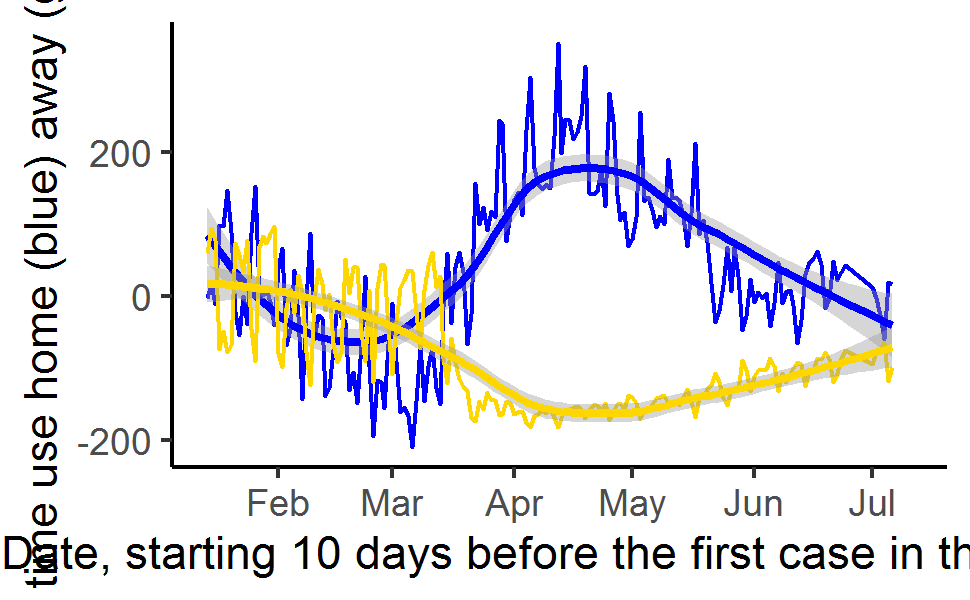 time use home (blue) away (
200
0
-200
Feb Mar Apr May Jun Jul
Date, starting 10 days before the first case in th